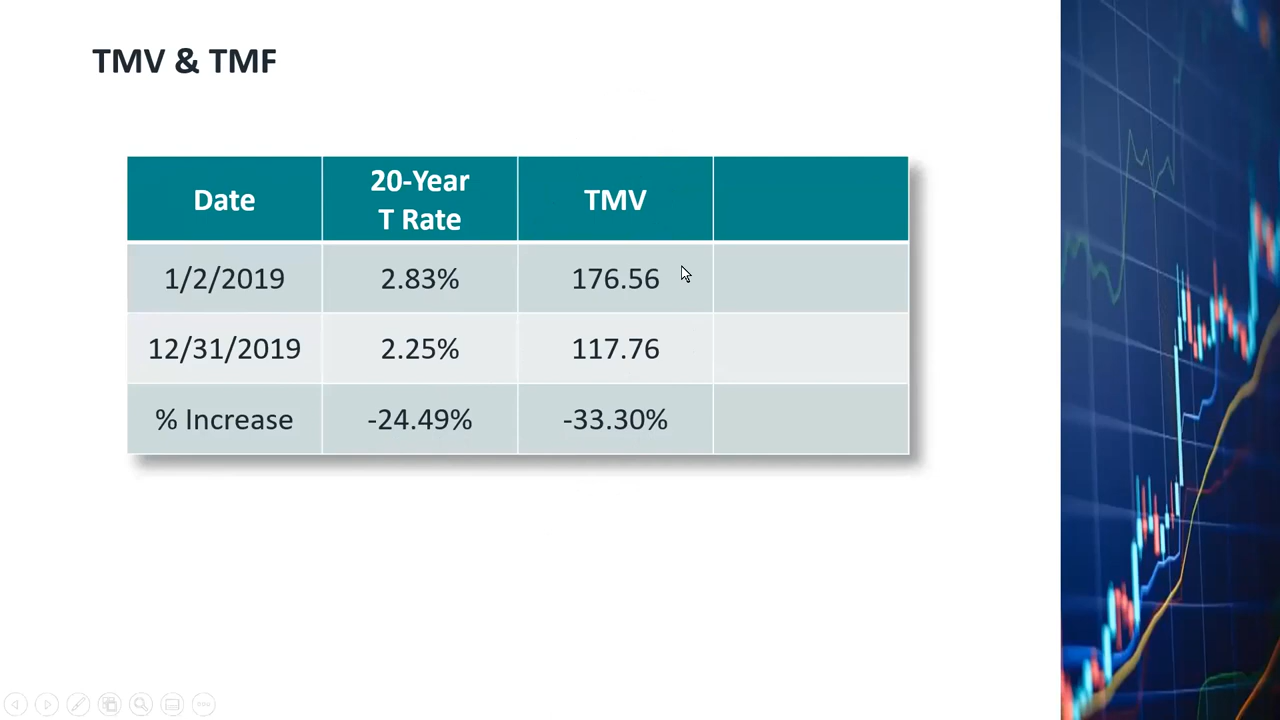 TMV & TMF
Date
20-Year
T Rate
TMV
1/2/2019
2.83%
176.56
12/31/2019
2.25%
117.76
% Increase
-24.49%
-33.30%